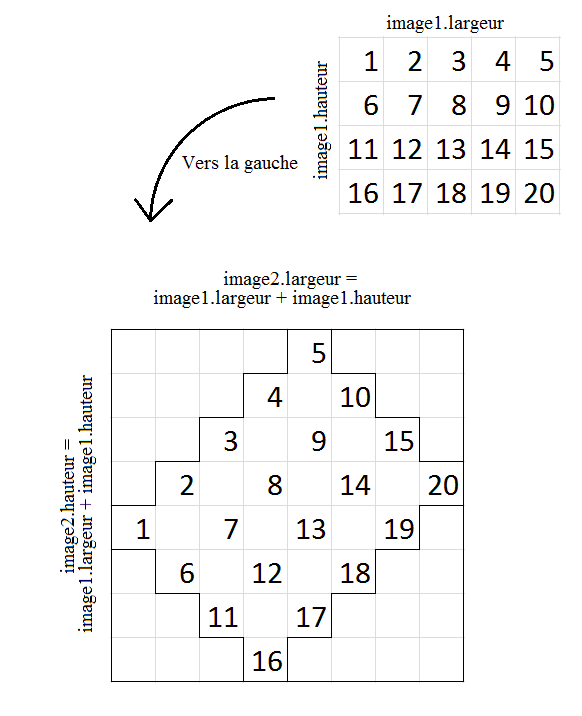 image1.largeur
image1.hauteur
1 2 3 4 5
6 7 8 9 10
11 12 13 14 15
16 17 18 19 20
Vers la gauche
image2.largeur =
image1.largeur + image1.hauteur
image2.hauteur =
image1.largeur + image1.hauteur
5
4 10
3 9 15
2 8 14 20
1 7 13 19
6 12 18
11 17
16